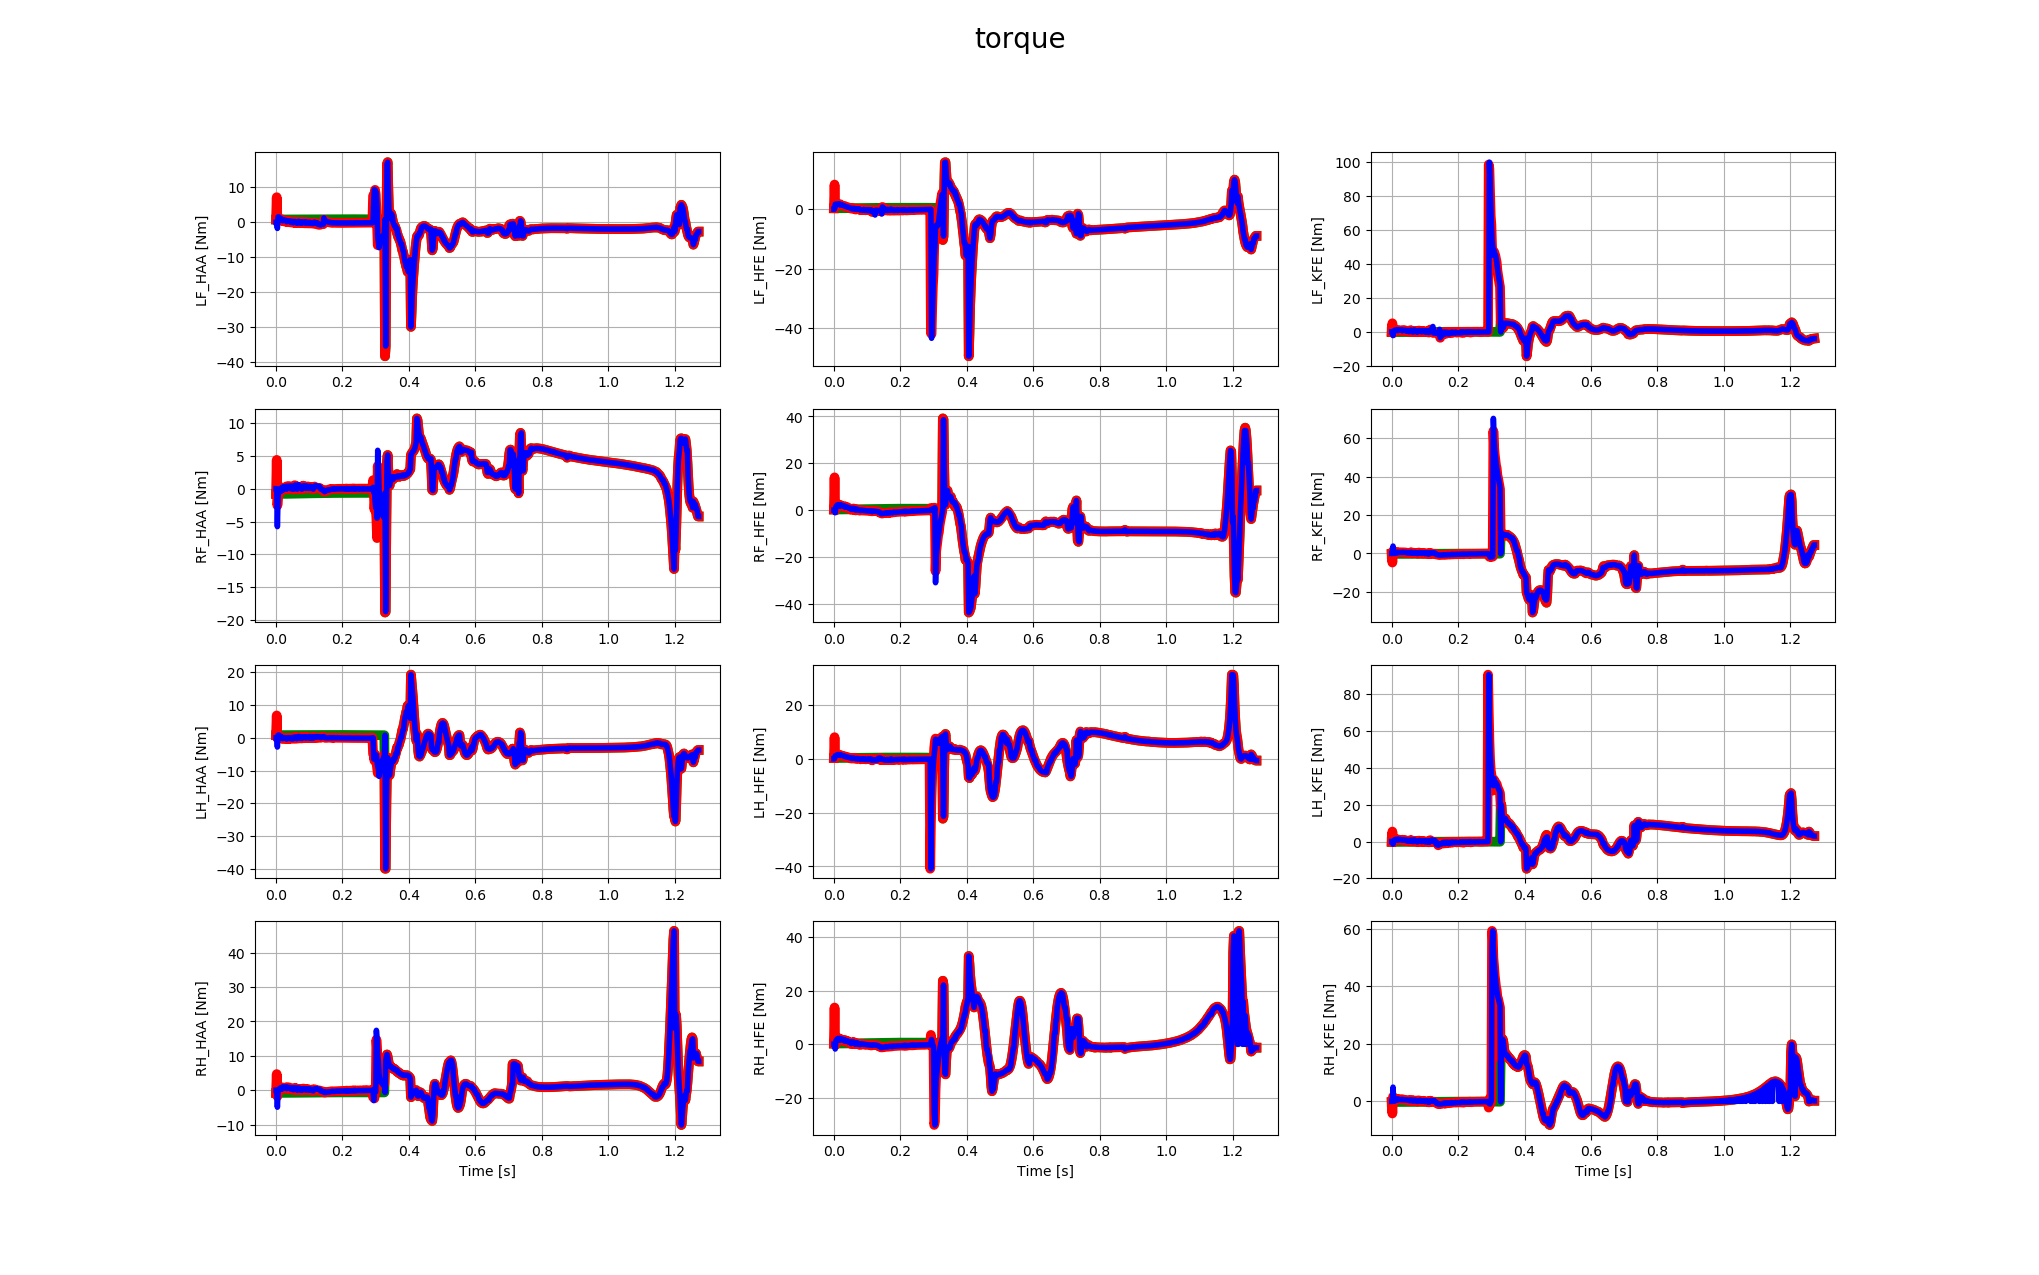 torque
LF_HAA [Nm]
10
0
−10
−20
−30
−40
0.0 0.2 0.4 0.6 0.8 1.0 1.2
LF_HFE [Nm]
0
−20
−40
0.0 0.2 0.4 0.6 0.8 1.0 1.2
LF_KFE [Nm]
100
80
60
40
20
0
−20
0.0 0.2 0.4 0.6 0.8 1.0 1.2
RF_HAA [Nm]
10
5
0
−5
−10
−15
−20
0.0 0.2 0.4 0.6 0.8 1.0 1.2
RF_HFE [Nm]
40
20
0
−20
−40
0.0 0.2 0.4 0.6 0.8 1.0 1.2
RF_KFE [Nm]
60
40
20
0
−20
0.0 0.2 0.4 0.6 0.8 1.0 1.2
LH_HAA [Nm]
20
10
0
−10
−20
−30
−40
0.0 0.2 0.4 0.6 0.8 1.0 1.2
LH_HFE [Nm]
20
0
−20
−40
0.0 0.2 0.4 0.6 0.8 1.0 1.2
LH_KFE [Nm]
80
60
40
20
0
−20
0.0 0.2 0.4 0.6 0.8 1.0 1.2
RH_HAA [Nm]
40
30
20
10
0
−10
0.0 0.2 0.4 0.6 0.8 1.0 1.2
Time [s]
RH_HFE [Nm]
40
20
0
−20
0.0 0.2 0.4 0.6 0.8 1.0 1.2
Time [s]
RH_KFE [Nm]
60
40
20
0
0.0 0.2 0.4 0.6 0.8 1.0 1.2
Time [s]